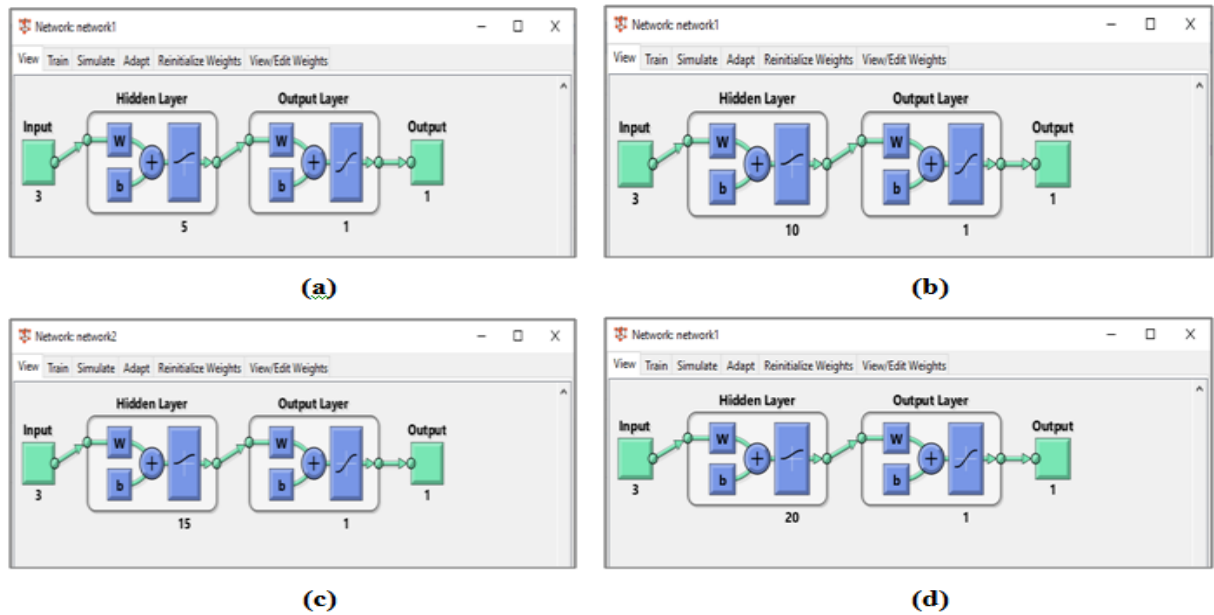 Network: network1
View Train Simulate Adapt Reinitialize Weights View/Edit Weights
Hidden Layer Output Layer
Input Output
W W
b b
3 5 1 1
(a)
Network: network1
View Train Simulate Adapt Reinitialize Weights View/Edit Weights
Hidden Layer Output Layer
Input Output
W W
b b
3 10 1 1
(b)
Network: network2
View Train Simulate Adapt Reinitialize Weights View/Edit Weights
Hidden Layer Output Layer
Input Output
W W
b b
3 15 1 1
(c)
Network: network1
View Train Simulate Adapt Reinitialize Weights View/Edit Weights
Hidden Layer Output Layer
Input Output
W W
b b
3 20 1 1
(d)